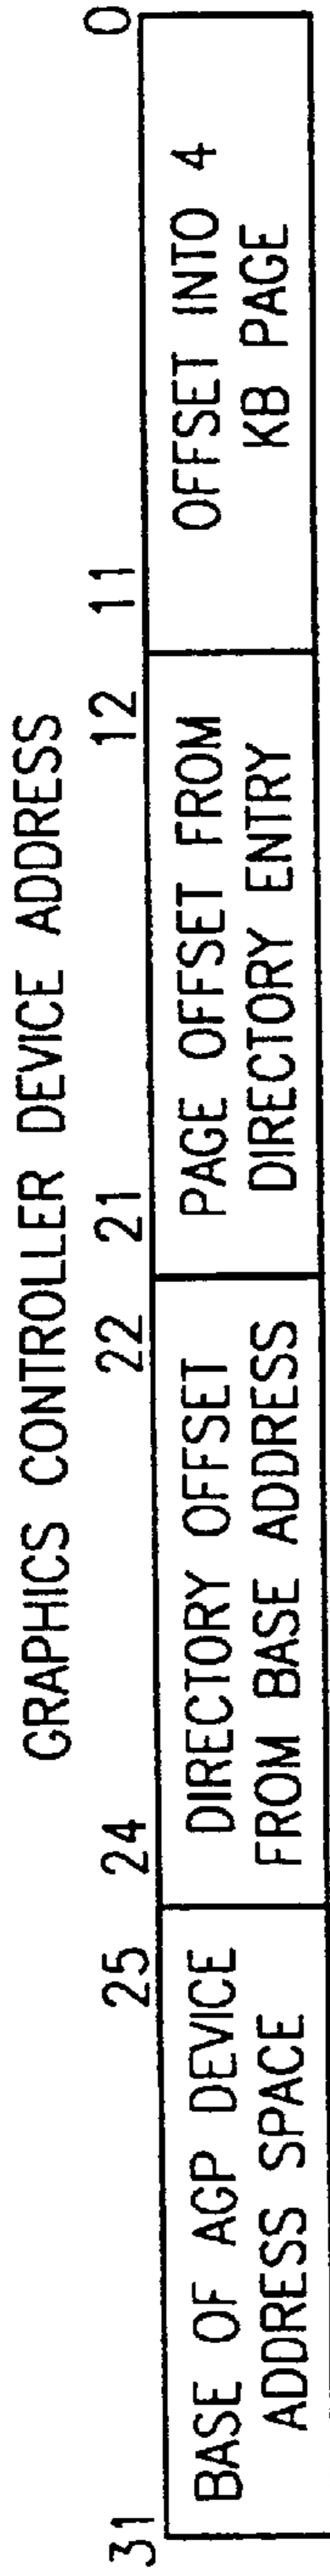 GRAPHICS CONTROLLER DEVICE ADDRESS
31 25 24 22 21 12 11 0
BASE OF AGP DEVICE
ADDRESS SPACE
DIRECTORY OFFSET
FROM BASE ADDRESS
PAGE OFFSET FROM
DIRECTORY ENTRY
OFFSET INTO 4
KB PAGE